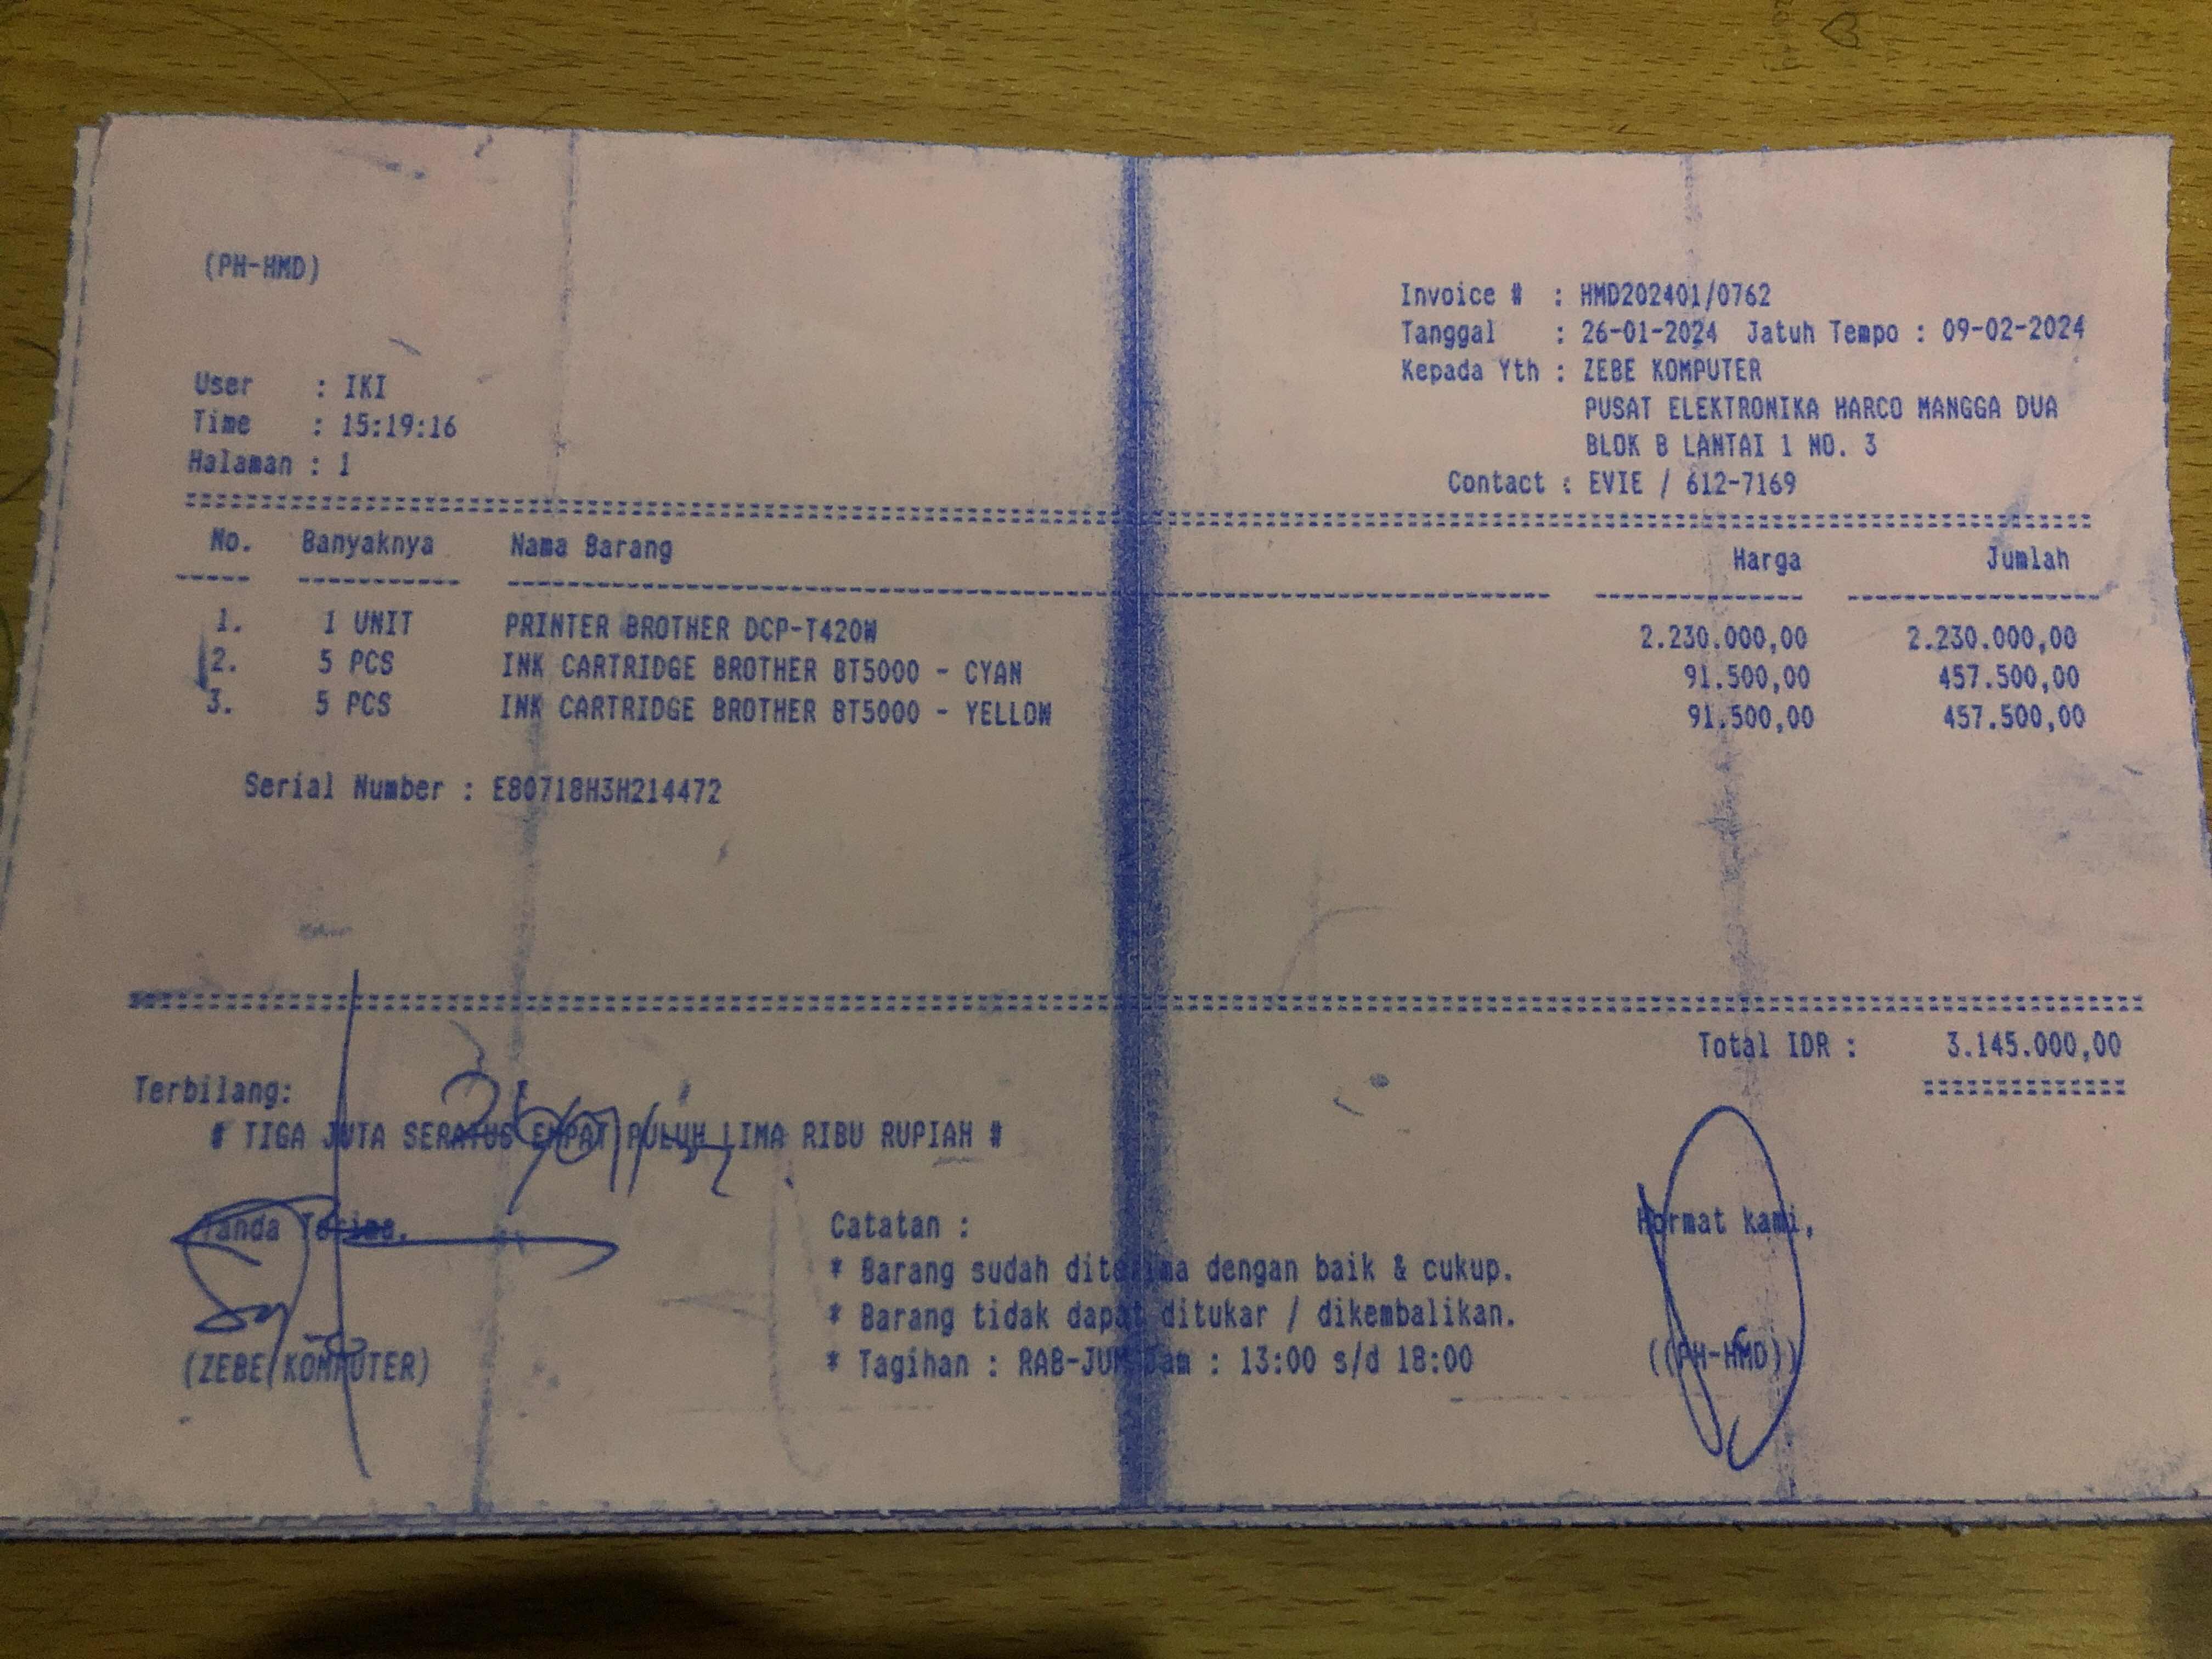 (PH-HMD)
Invoice # : HMD202401/0762
Tanggal : 26-01-2024 Jatuh Tempo : 09-02-2024
Kepada Yth : ZEBE KOMPUTER
PUSAT ELEKTRONIKA HARCO MANGGA DUA
BLOK B LANTAI 1 NO. 3
Contact : EVIE / 612-7169
User : IKI
Time : 15:19:16
Halaman : 1
No. Banyaknya Nama Barang Harga Jumlah
1. 1 UNIT PRINTER BROTHER DCP-T420W 2.230.000,00 2.230.000,00
2. 5 PCS INK CARTRIDGE BROTHER BT5000 - CYAN 91.500,00 457.500,00
3. 5 PCS INK CARTRIDGE BROTHER BT5000 - YELLOW 91.500,00 457.500,00
Serial Number : E80718H3H214472
Total IDR : 3.145.000,00
Terbilang:
# TIGA JUTA SERATUS EMPAT PULUH LIMA RIBU RUPIAH #
Tanda Terima,
(ZEBE KOMPUTER)
Catatan :
* Barang sudah diterima dengan baik & cukup.
* Barang tidak dapat ditukar / dikembalikan.
* Tagihan : RAB-JUM Jam : 13:00 s/d 18:00
Hormat kami,
((PH-HMD))